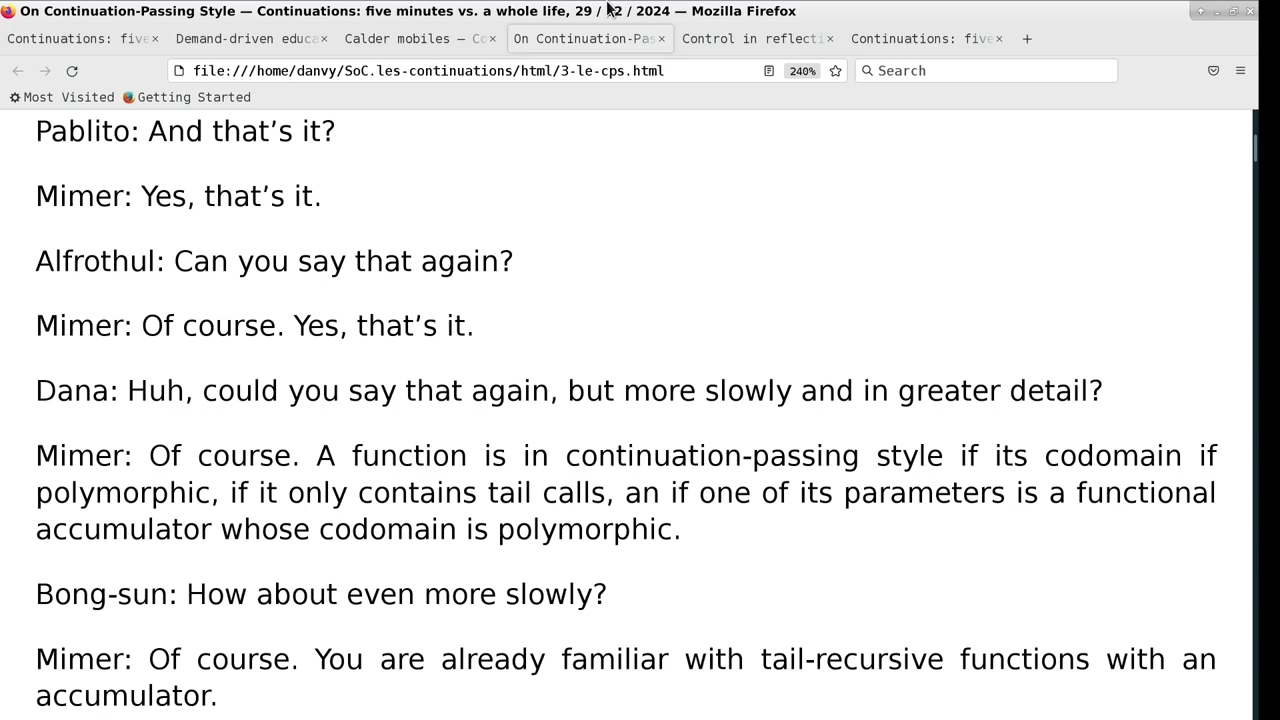 On Continuation-Passing Style — Continuations: five minutes vs. a whole life, 29 / 2 / 2024 — Mozilla Firefox
Continuations: five Demand-driven educa Calder mobiles — Co On Continuation-Pas Control in reflecti Continuations: five
file:///home/danvy/SoC.les-continuations/html/3-le-cps.html 240% Search
Most Visited Getting Started
Pablito: And that’s it?
Mimer: Yes, that’s it.
Alfrothul: Can you say that again?
Mimer: Of course. Yes, that’s it.
Dana: Huh, could you say that again, but more slowly and in greater detail?
Mimer: Of course. A function is in continuation-passing style if its codomain if
polymorphic, if it only contains tail calls, an if one of its parameters is a functional
accumulator whose codomain is polymorphic.
Bong-sun: How about even more slowly?
Mimer: Of course. You are already familiar with tail-recursive functions with an
accumulator.